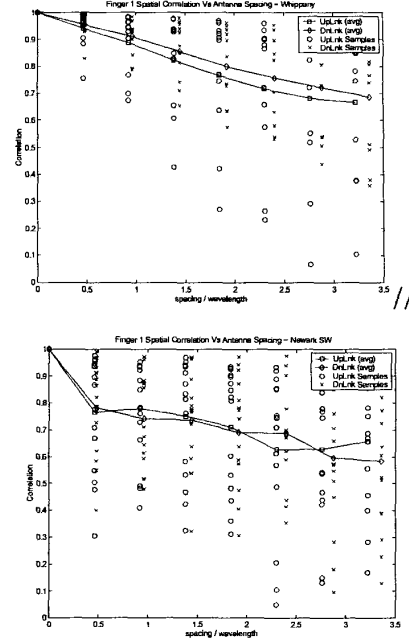 Finger 1 Spatial Correlation Vs Antenna Spacing – Whippany
UpLnk (avg)
DnLnk (avg)
UpLnk Samples
DnLnk Samples
1
0.9
0.8
0.7
0.6
0.5
0.4
0.3
0.2
0.1
0
Correlation
0 0.5 1 1.5 2 2.5 3 3.5
spacing / wavelength
Finger 1 Spatial Correlation Vs Antenna Spacing – Newark SW
UpLnk (avg)
DnLnk (avg)
UpLnk Samples
DnLnk Samples
1
0.9
0.8
0.7
0.6
0.5
0.4
0.3
0.2
0.1
0
Correlation
0 0.5 1 1.5 2 2.5 3 3.5
spacing / wavelength